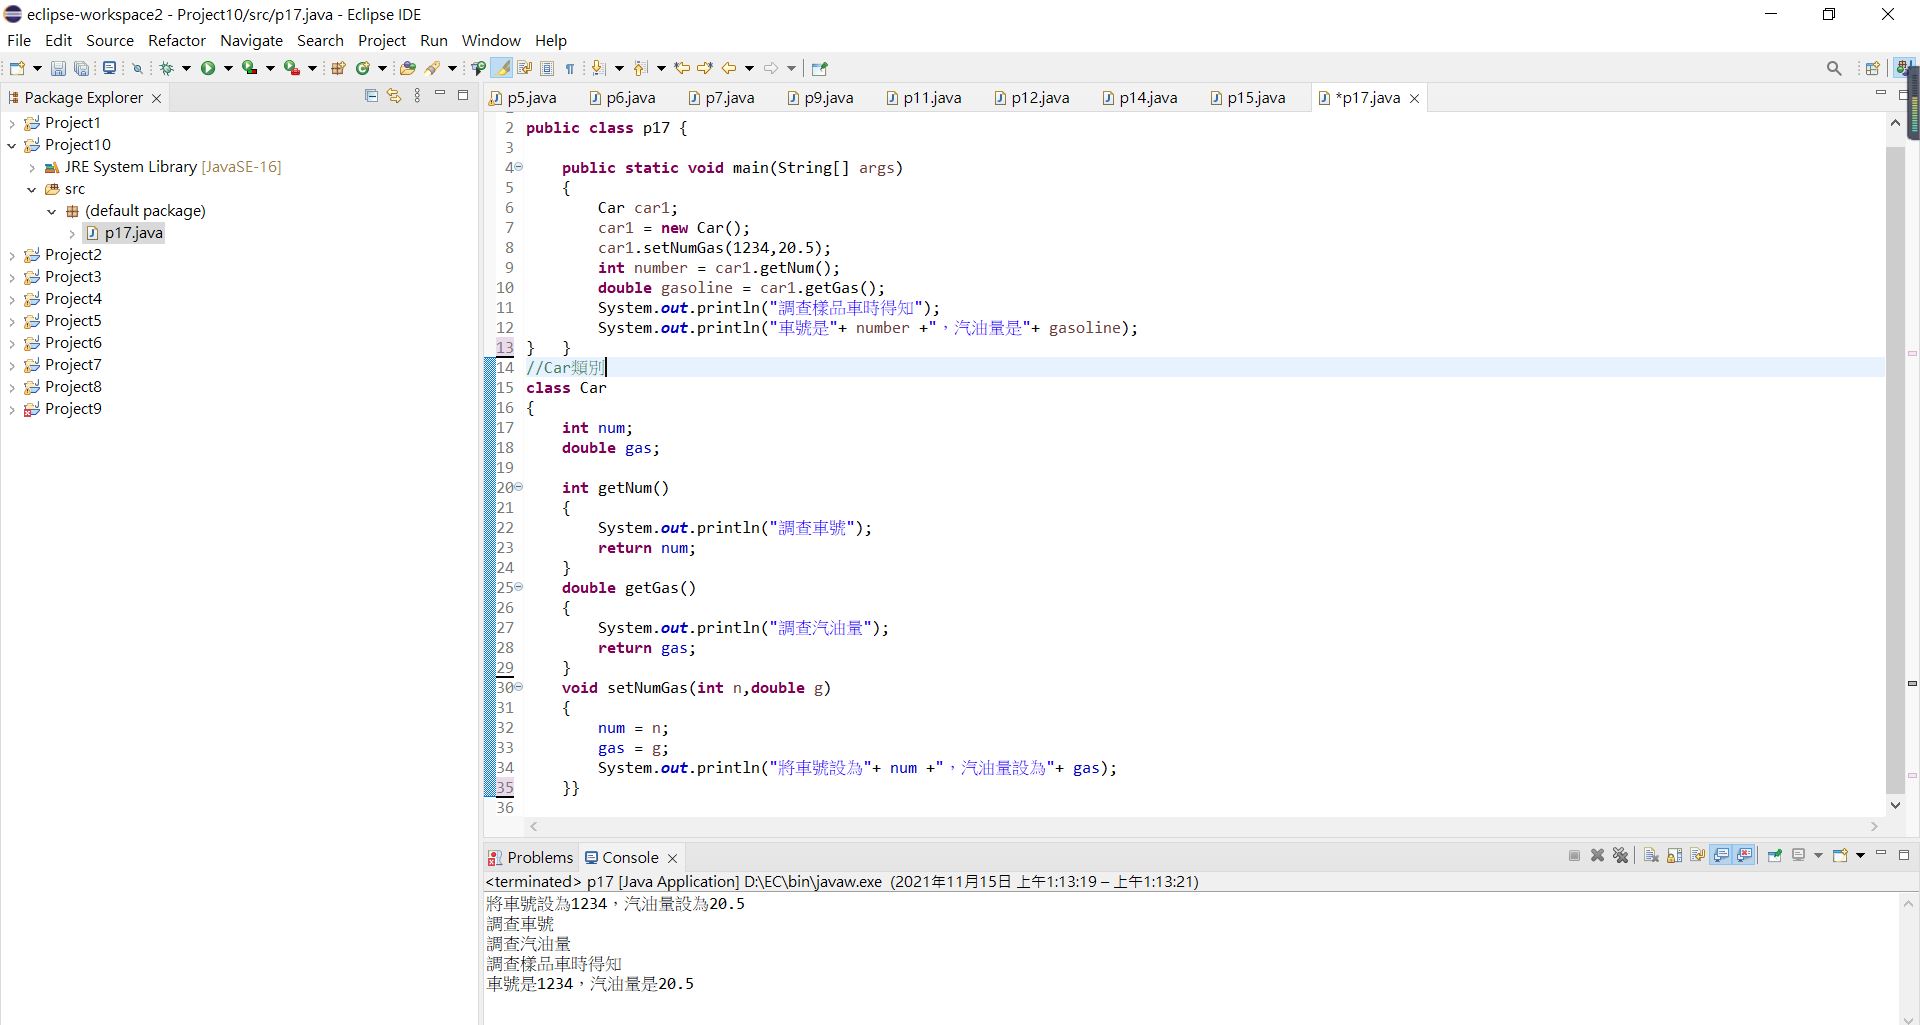 eclipse-workspace2 - Project10/src/p17.java - Eclipse IDE
File Edit Source Refactor Navigate Search Project Run Window Help
Package Explorer
Project1
Project10
JRE System Library [JavaSE-16]
src
(default package)
p17.java
Project2
Project3
Project4
Project5
Project6
Project7
Project8
Project9
p5.java p6.java p7.java p9.java p11.java p12.java p14.java p15.java *p17.java
2 public class p17 {
3
4     public static void main(String[] args)
5     {
6         Car car1;
7         car1 = new Car();
8         car1.setNumGas(1234,20.5);
9         int number = car1.getNum();
10         double gasoline = car1.getGas();
11         System.out.println("調查樣品車時得知");
12         System.out.println("車號是"+ number +"，汽油量是"+ gasoline);
13 }   }
14 //Car類別
15 class Car
16 {
17     int num;
18     double gas;
19
20     int getNum()
21     {
22         System.out.println("調查車號");
23         return num;
24     }
25     double getGas()
26     {
27         System.out.println("調查汽油量");
28         return gas;
29     }
30     void setNumGas(int n,double g)
31     {
32         num = n;
33         gas = g;
34         System.out.println("將車號設為"+ num +"，汽油量設為"+ gas);
35     }}
36
Problems Console
<terminated> p17 [Java Application] D:\EC\bin\javaw.exe (2021年11月15日 上午1:13:19 – 上午1:13:21)
將車號設為1234，汽油量設為20.5
調查車號
調查汽油量
調查樣品車時得知
車號是1234，汽油量是20.5